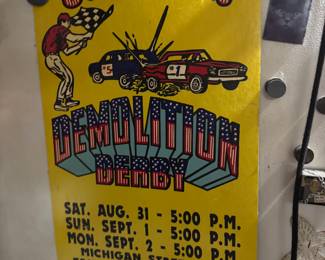 5
1
DEMOLITION
DERBY
SAT. AUG. 31 - 5:00 P.M.
SUN. SEPT. 1 - 5:00 P.M.
MON. SEPT. 2 - 5:00 P.M
MICHIGAN